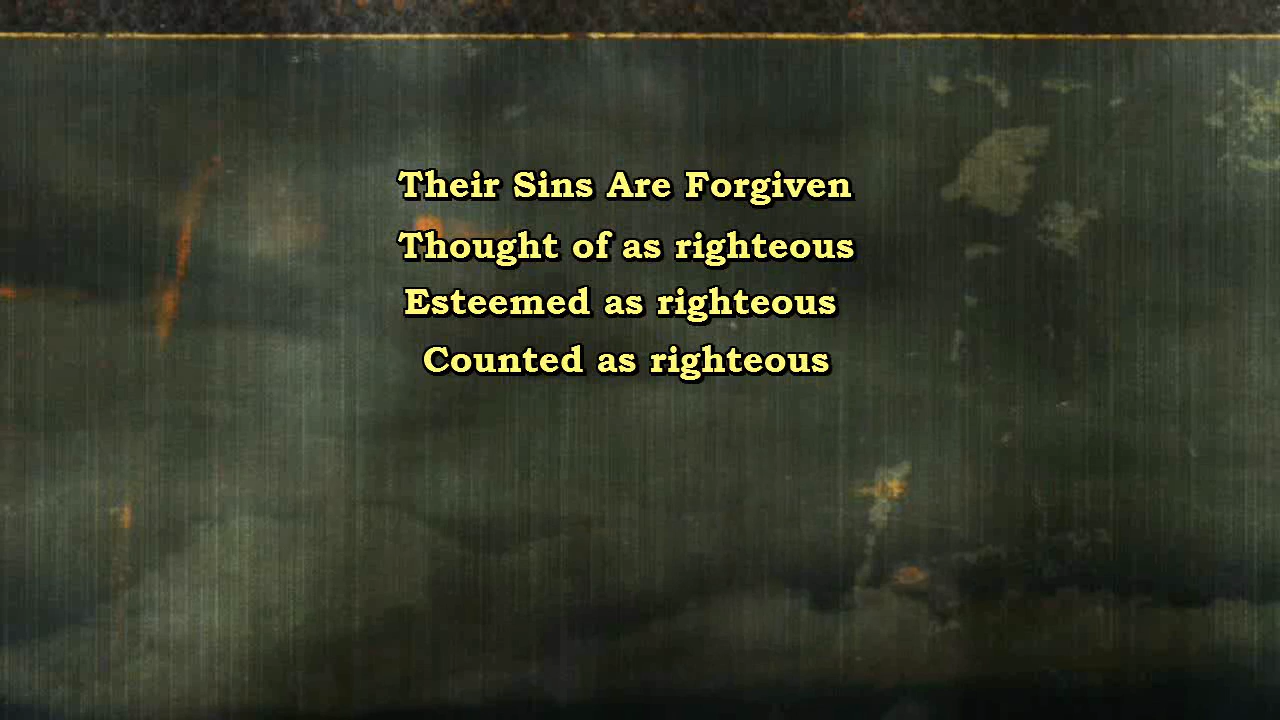 Their Sins Are Forgiven
Thought of as righteous
Esteemed as righteous
Counted as righteous